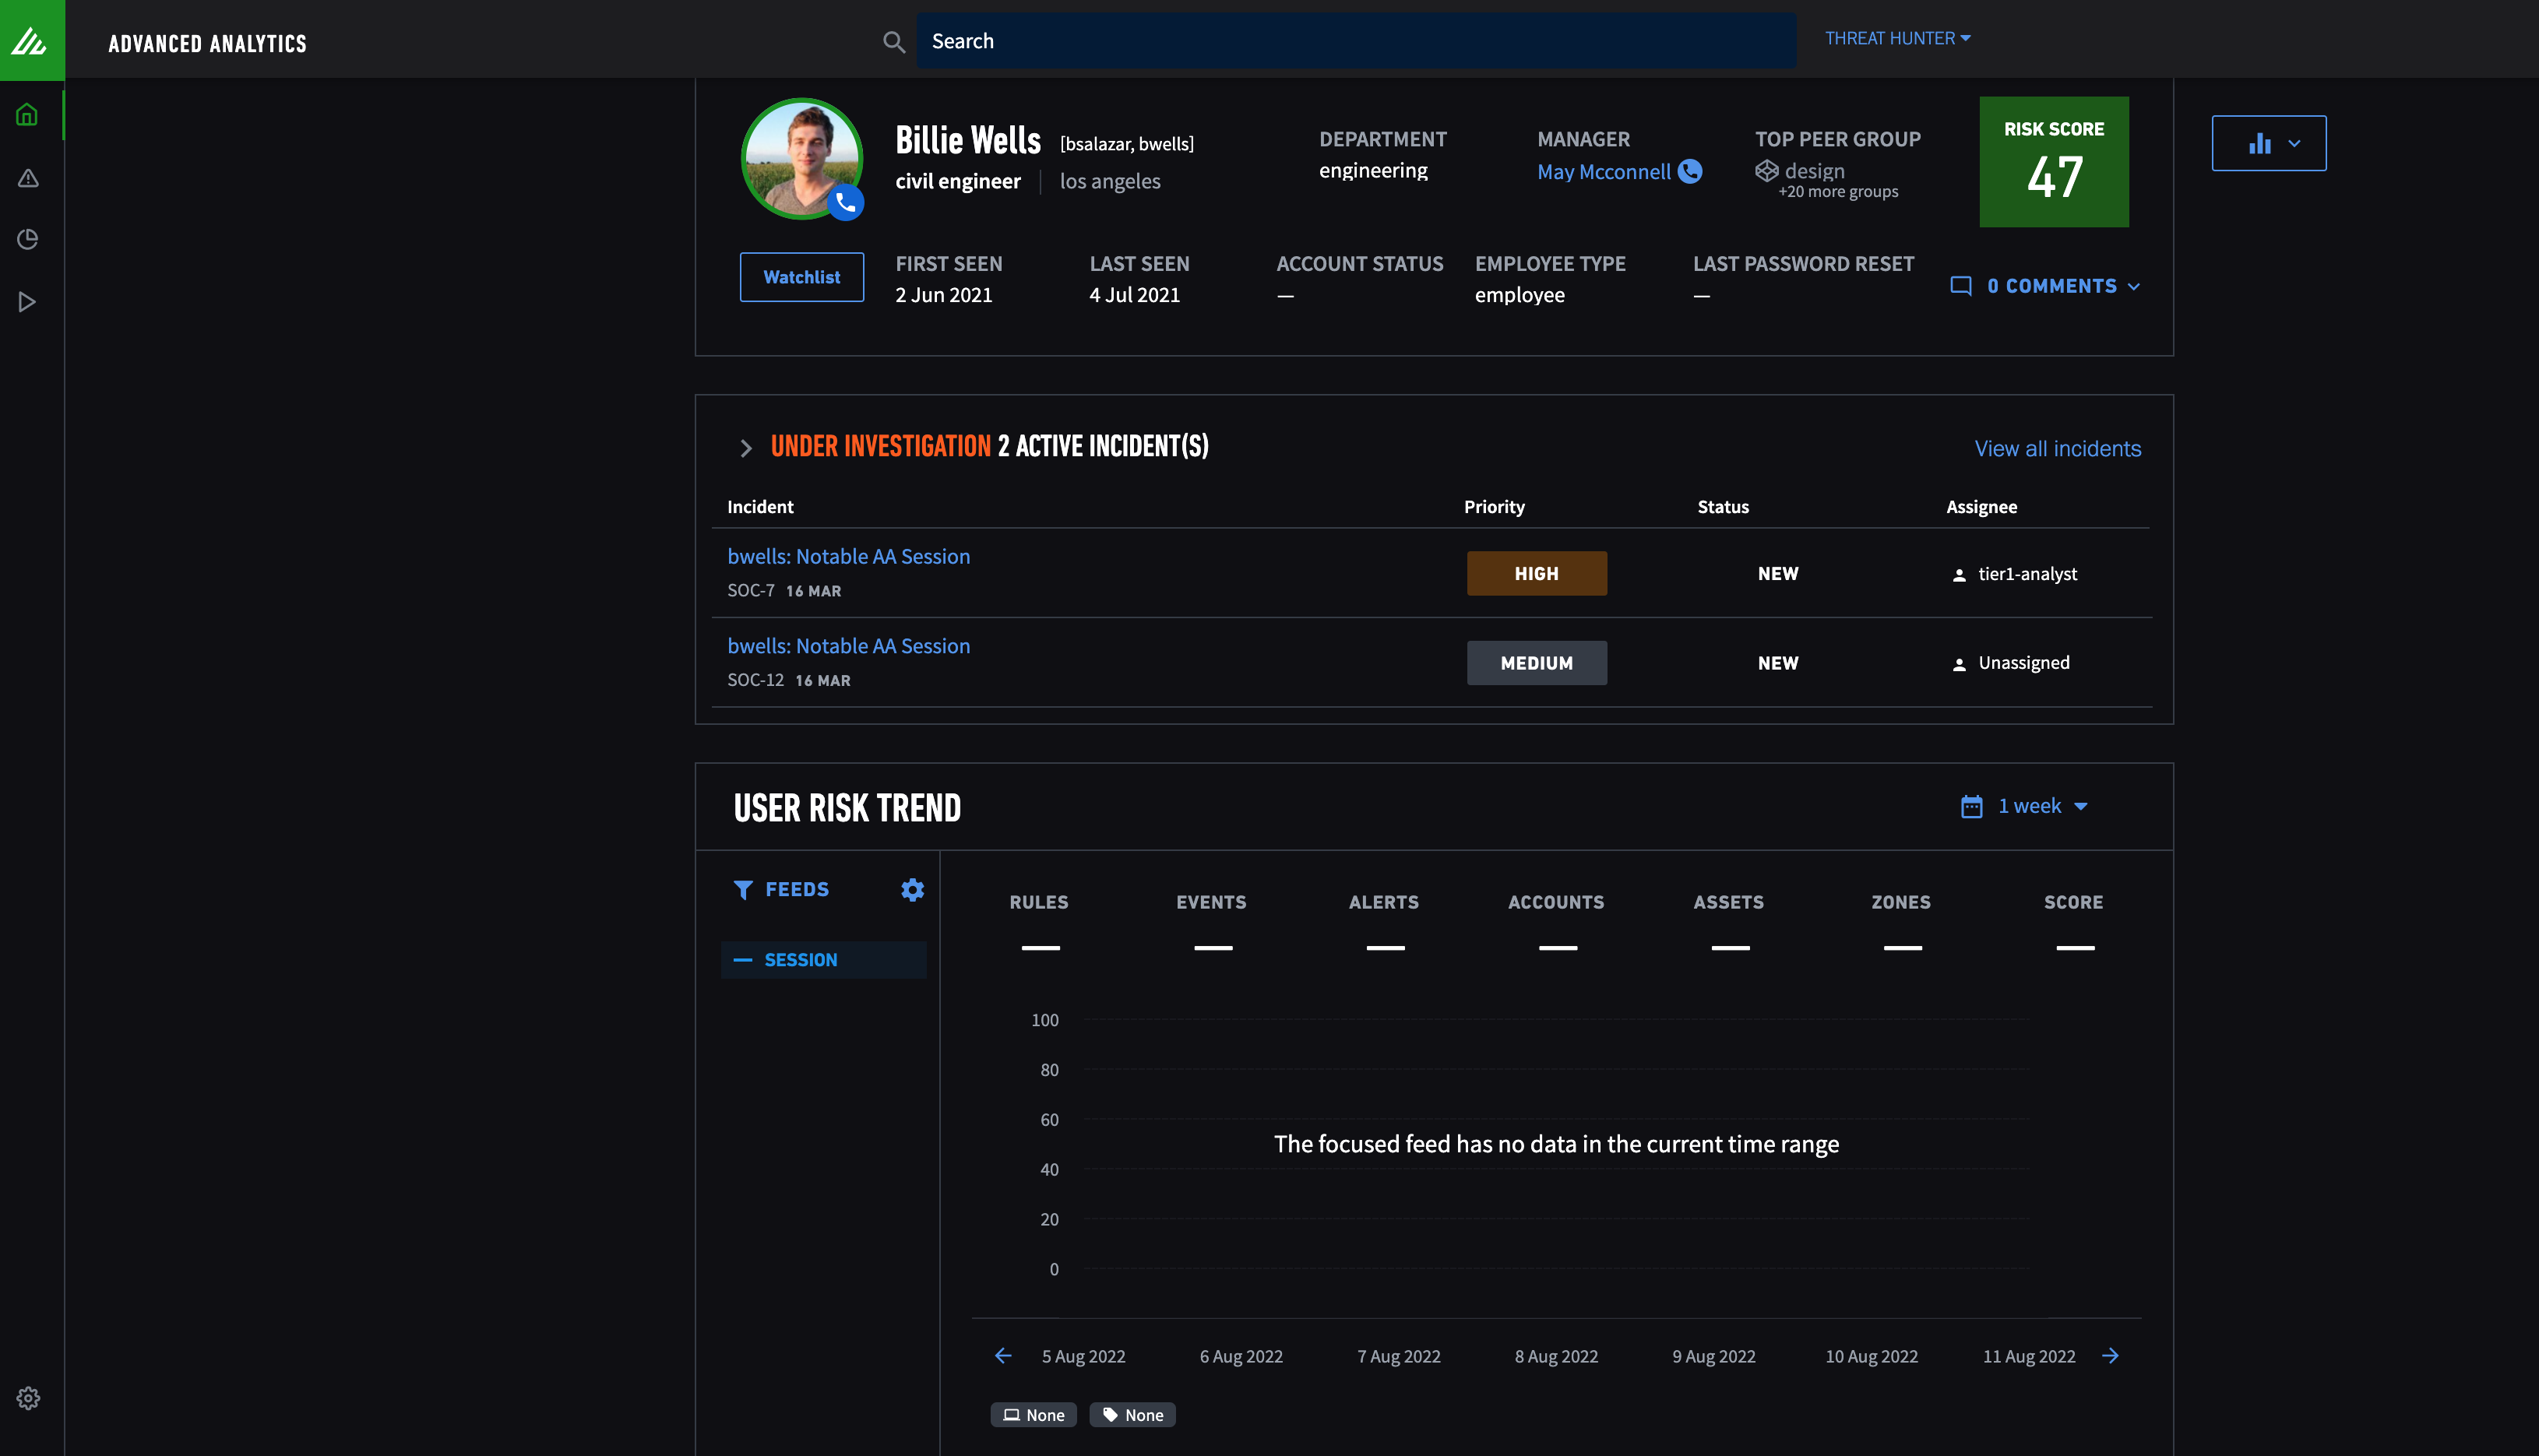 ADVANCED ANALYTICS
Search
THREAT HUNTER
Billie Wells [bsalazar, bwells]
civil engineer los angeles
DEPARTMENT
engineering
MANAGER
May Mcconnell
TOP PEER GROUP
design
+20 more groups
RISK SCORE
47
Watchlist
FIRST SEEN
2 Jun 2021
LAST SEEN
4 Jul 2021
ACCOUNT STATUS
—
EMPLOYEE TYPE
employee
LAST PASSWORD RESET
—
0 COMMENTS
UNDER INVESTIGATION 2 ACTIVE INCIDENT(S)
View all incidents
Incident Priority Status Assignee
bwells: Notable AA Session
SOC-7 16 MAR
HIGH NEW tier1-analyst
bwells: Notable AA Session
SOC-12 16 MAR
MEDIUM NEW Unassigned
USER RISK TREND
1 week
FEEDS
SESSION
RULES EVENTS ALERTS ACCOUNTS ASSETS ZONES SCORE
— — — — — — —
100
80
60
The focused feed has no data in the current time range
40
20
0
5 Aug 2022 6 Aug 2022 7 Aug 2022 8 Aug 2022 9 Aug 2022 10 Aug 2022 11 Aug 2022
None None